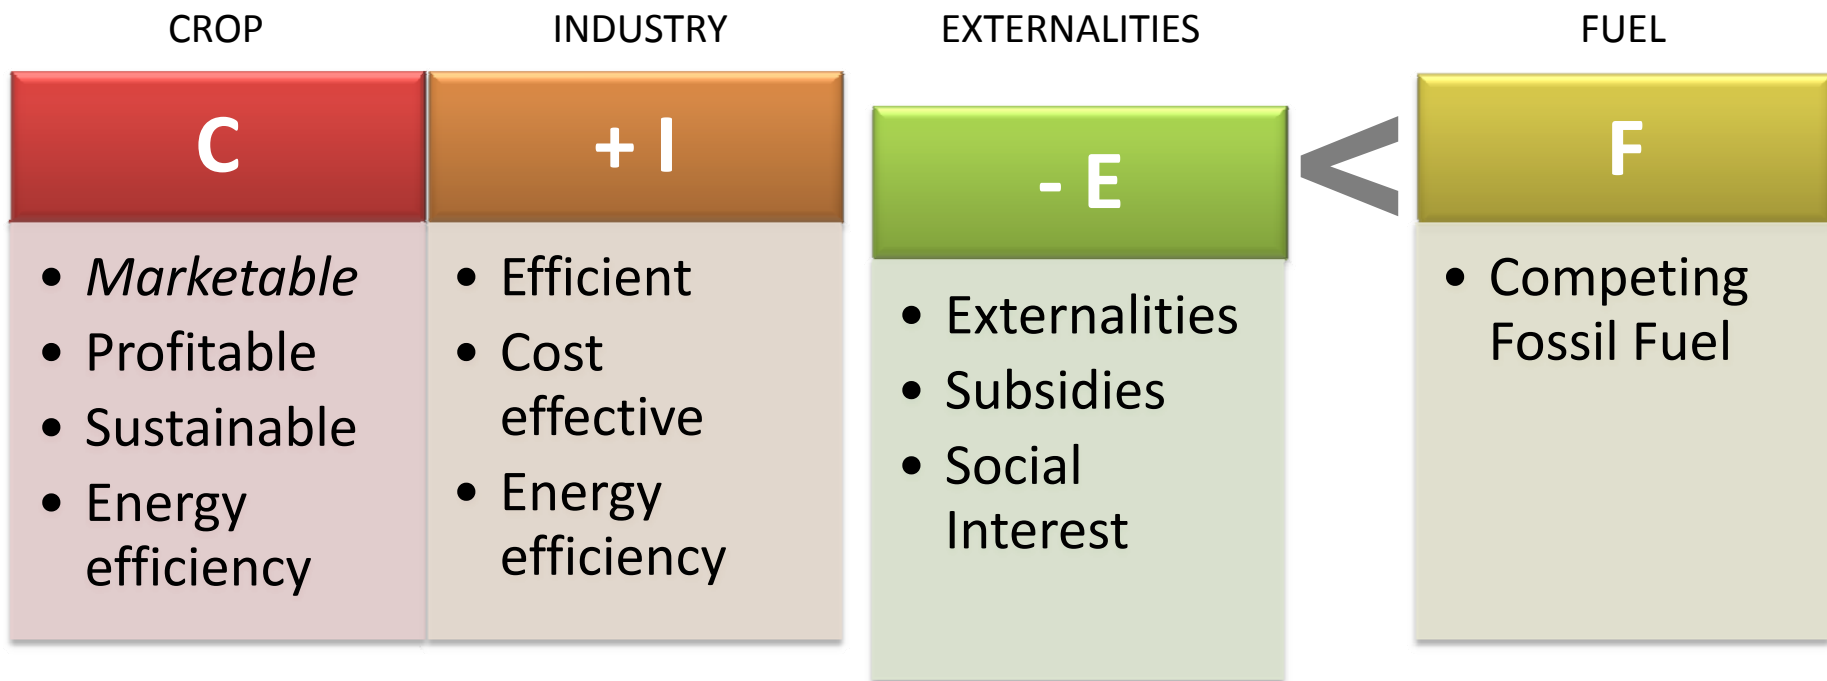 CROP
INDUSTRY
EXTERNALITIES
FUEL
C
+ I
- E
<
F
• Marketable
• Profitable
• Sustainable
• Energy
efficiency
• Efficient
• Cost
effective
• Energy
efficiency
• Externalities
• Subsidies
• Social
Interest
• Competing
Fossil Fuel